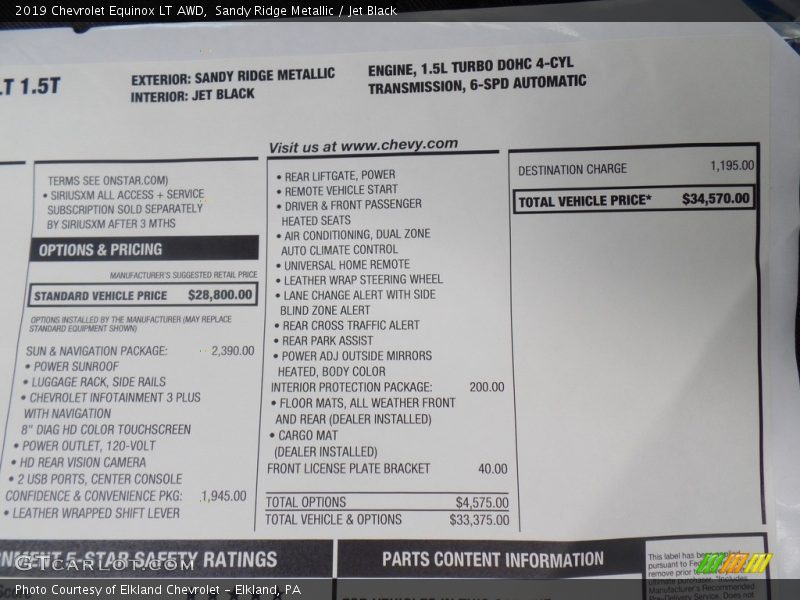 2019 Chevrolet Equinox LT AWD,  Sandy Ridge Metallic / Jet Black
LT 1.5T
EXTERIOR: SANDY RIDGE METALLIC
INTERIOR: JET BLACK
ENGINE, 1.5L TURBO DOHC 4-CYL
TRANSMISSION, 6-SPD AUTOMATIC
Visit us at www.chevy.com
TERMS SEE ONSTAR.COM)
• SIRIUSXM ALL ACCESS + SERVICE
SUBSCRIPTION SOLD SEPARATELY
BY SIRIUSXM AFTER 3 MTHS
OPTIONS & PRICING
MANUFACTURER'S SUGGESTED RETAIL PRICE
STANDARD VEHICLE PRICE $28,800.00
OPTIONS INSTALLED BY THE MANUFACTURER (MAY REPLACE
STANDARD EQUIPMENT SHOWN)
SUN & NAVIGATION PACKAGE: 2,390.00
• POWER SUNROOF
• LUGGAGE RACK, SIDE RAILS
• CHEVROLET INFOTAINMENT 3 PLUS
WITH NAVIGATION
8" DIAG HD COLOR TOUCHSCREEN
• POWER OUTLET, 120-VOLT
• HD REAR VISION CAMERA
• 2 USB PORTS, CENTER CONSOLE
CONFIDENCE & CONVENIENCE PKG: 1,945.00
• LEATHER WRAPPED SHIFT LEVER
• REAR LIFTGATE, POWER
• REMOTE VEHICLE START
• DRIVER & FRONT PASSENGER
HEATED SEATS
• AIR CONDITIONING, DUAL ZONE
AUTO CLIMATE CONTROL
• UNIVERSAL HOME REMOTE
• LEATHER WRAP STEERING WHEEL
• LANE CHANGE ALERT WITH SIDE
BLIND ZONE ALERT
• REAR CROSS TRAFFIC ALERT
• REAR PARK ASSIST
• POWER ADJ OUTSIDE MIRRORS
HEATED, BODY COLOR
INTERIOR PROTECTION PACKAGE: 200.00
• FLOOR MATS, ALL WEATHER FRONT
AND REAR (DEALER INSTALLED)
• CARGO MAT
(DEALER INSTALLED)
FRONT LICENSE PLATE BRACKET 40.00
TOTAL OPTIONS $4,575.00
TOTAL VEHICLE & OPTIONS $33,375.00
DESTINATION CHARGE 1,195.00
TOTAL VEHICLE PRICE* $34,570.00
5-STAR SAFETY RATINGS
PARTS CONTENT INFORMATION
This label has been
pursuant to
remove prior
GTcarlot.com
Photo Courtesy of Elkland Chevrolet - Elkland, PA